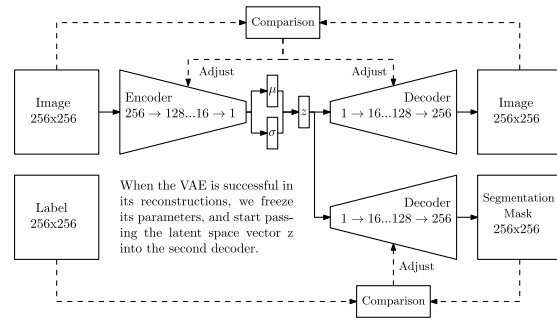 Comparison
Adjust
Adjust
Image
256x256
Encoder
256 → 128...16 → 1
μ
σ
z
Decoder
1 → 16...128 → 256
Image
256x256
Label
256x256
When the VAE is successful in
its reconstructions, we freeze
its parameters, and start pass-
ing the latent space vector z
into the second decoder.
Decoder
1 → 16...128 → 256
Segmentation
Mask
256x256
Adjust
Comparison